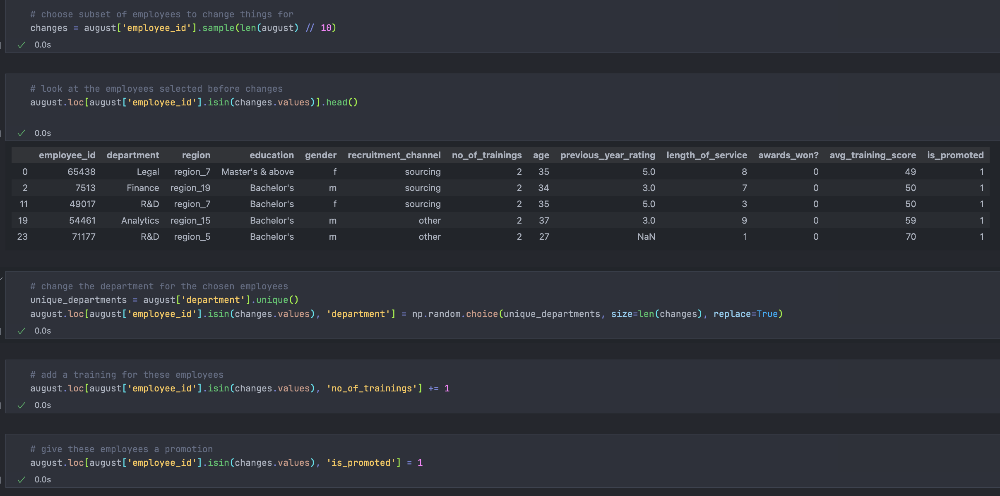 # choose subset of employees to change things for
changes = august['employee_id'].sample(len(august) // 10)
0.0s
# look at the employees selected before changes
august.loc[august['employee_id'].isin(changes.values)].head()
0.0s
employee_id department region education gender recruitment_channel no_of_trainings age previous_year_rating length_of_service awards_won? avg_training_score is_promoted
0 65438 Legal region_7 Master's & above f sourcing 2 35 5.0 8 0 49 1
2 7513 Finance region_19 Bachelor's m sourcing 2 34 3.0 7 0 50 1
11 49017 R&D region_7 Bachelor's f sourcing 2 35 5.0 3 0 50 1
19 54461 Analytics region_15 Bachelor's m other 2 37 3.0 9 0 59 1
23 71177 R&D region_5 Bachelor's m other 2 27 NaN 1 0 70 1
# change the department for the chosen employees
unique_departments = august['department'].unique()
august.loc[august['employee_id'].isin(changes.values), 'department'] = np.random.choice(unique_departments, size=len(changes), replace=True)
0.0s
# add a training for these employees
august.loc[august['employee_id'].isin(changes.values), 'no_of_trainings'] += 1
0.0s
# give these employees a promotion
august.loc[august['employee_id'].isin(changes.values), 'is_promoted'] = 1
0.0s